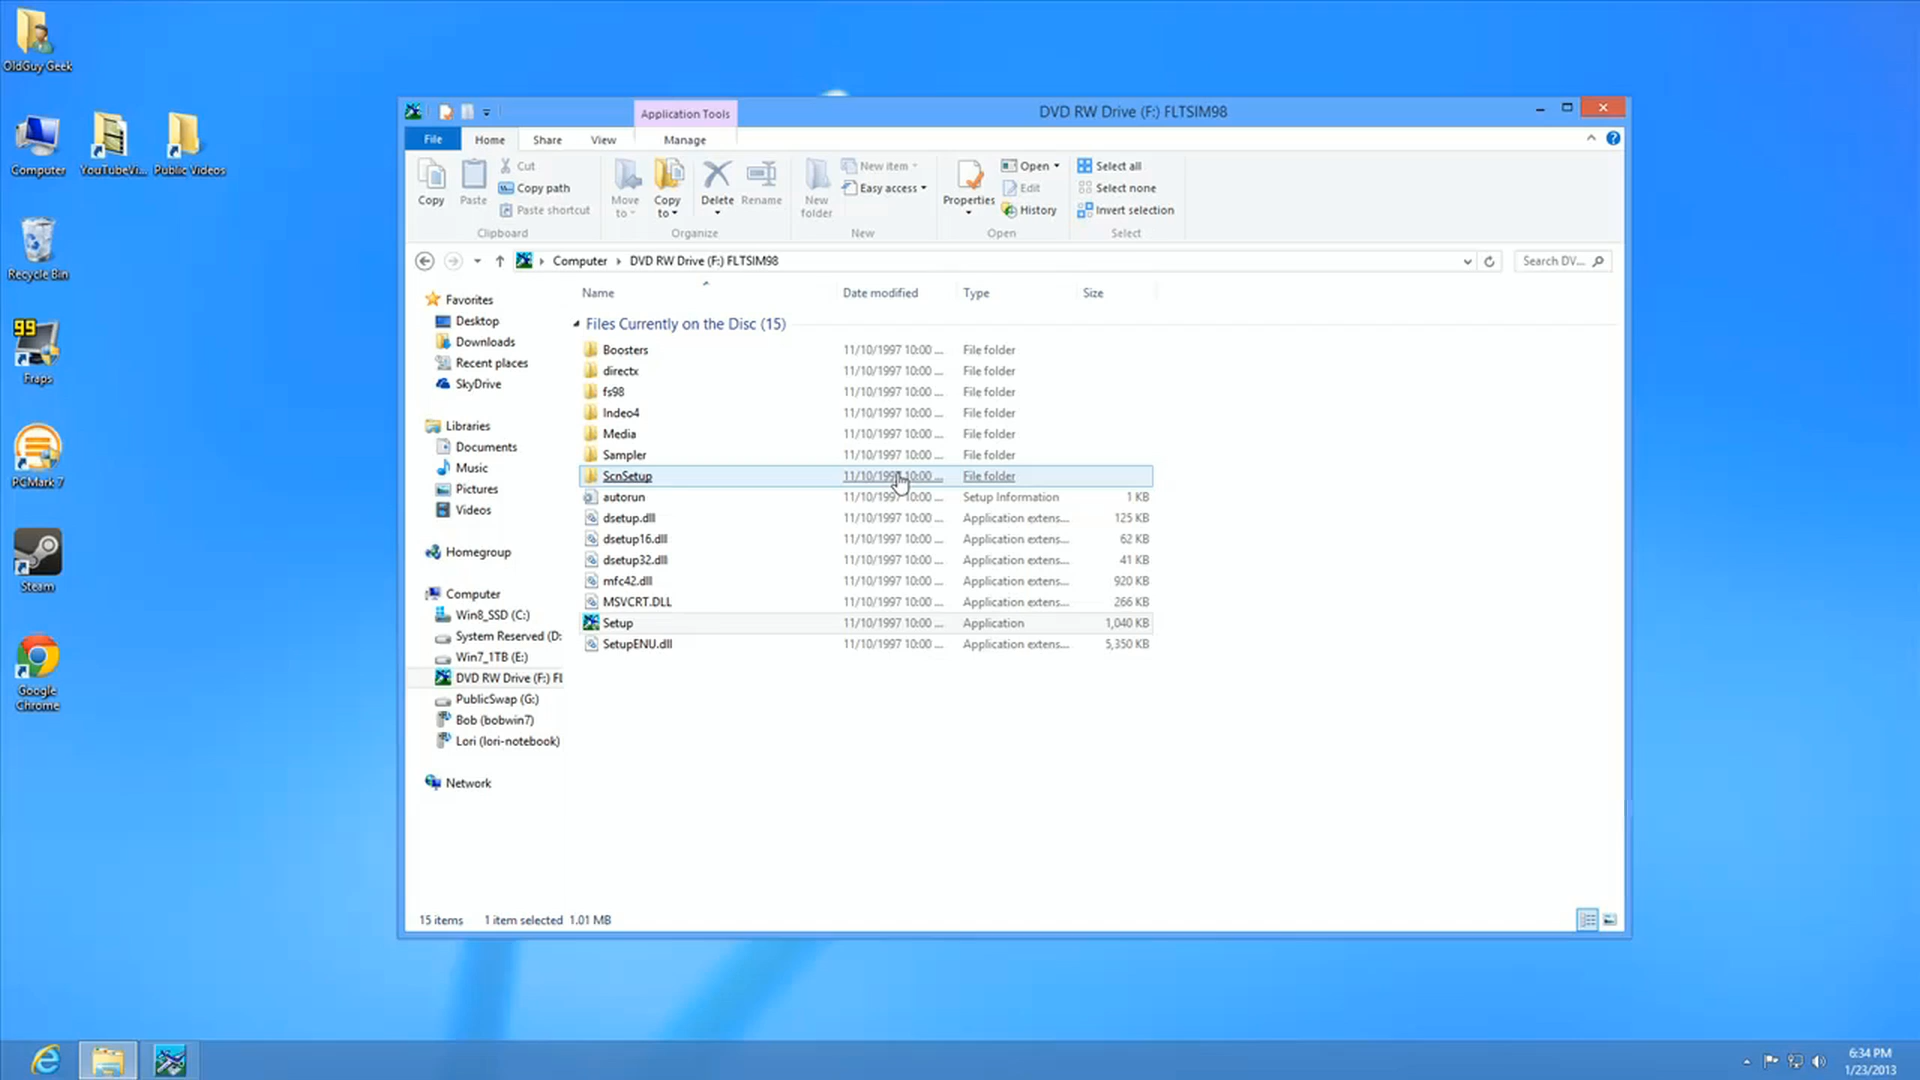 OldGuy Geek
Computer
YouTubeVi...
Public Videos
Recycle Bin
99
Fraps
PCMark 7
Steam
Google
Chrome
Application Tools
DVD RW Drive (F:) FLTSIM98
File
Home
Share
View
Manage
Copy
Paste
Cut
Copy path
Paste shortcut
Clipboard
Move
to
Copy
to
Delete
Rename
Organize
New
folder
New item
Easy access
New
Properties
Open
Edit
History
Open
Select all
Select none
Invert selection
Select
Computer
DVD RW Drive (F:) FLTSIM98
Search DV...
Favorites
Desktop
Downloads
Recent places
SkyDrive
Libraries
Documents
Music
Pictures
Videos
Homegroup
Computer
Win8_SSD (C:)
System Reserved (D:
Win7_1TB (E:)
DVD RW Drive (F:) FL
PublicSwap (G:)
Bob (bobwin7)
Lori (lori-notebook)
Network
Name Date modified Type Size
Files Currently on the Disc (15)
Boosters 11/10/1997 10:00 ... File folder
directx 11/10/1997 10:00 ... File folder
fs98 11/10/1997 10:00 ... File folder
Indeo4 11/10/1997 10:00 ... File folder
Media 11/10/1997 10:00 ... File folder
Sampler 11/10/1997 10:00 ... File folder
ScnSetup 11/10/1997 10:00 ... File folder
autorun 11/10/1997 10:00 ... Setup Information 1 KB
dsetup.dll 11/10/1997 10:00 ... Application extens... 125 KB
dsetup16.dll 11/10/1997 10:00 ... Application extens... 62 KB
dsetup32.dll 11/10/1997 10:00 ... Application extens... 41 KB
mfc42.dll 11/10/1997 10:00 ... Application extens... 920 KB
MSVCRT.DLL 11/10/1997 10:00 ... Application extens... 266 KB
Setup 11/10/1997 10:00 ... Application 1,040 KB
SetupENU.dll 11/10/1997 10:00 ... Application extens... 5,350 KB
15 items 1 item selected 1.01 MB
6:34 PM
1/23/2013